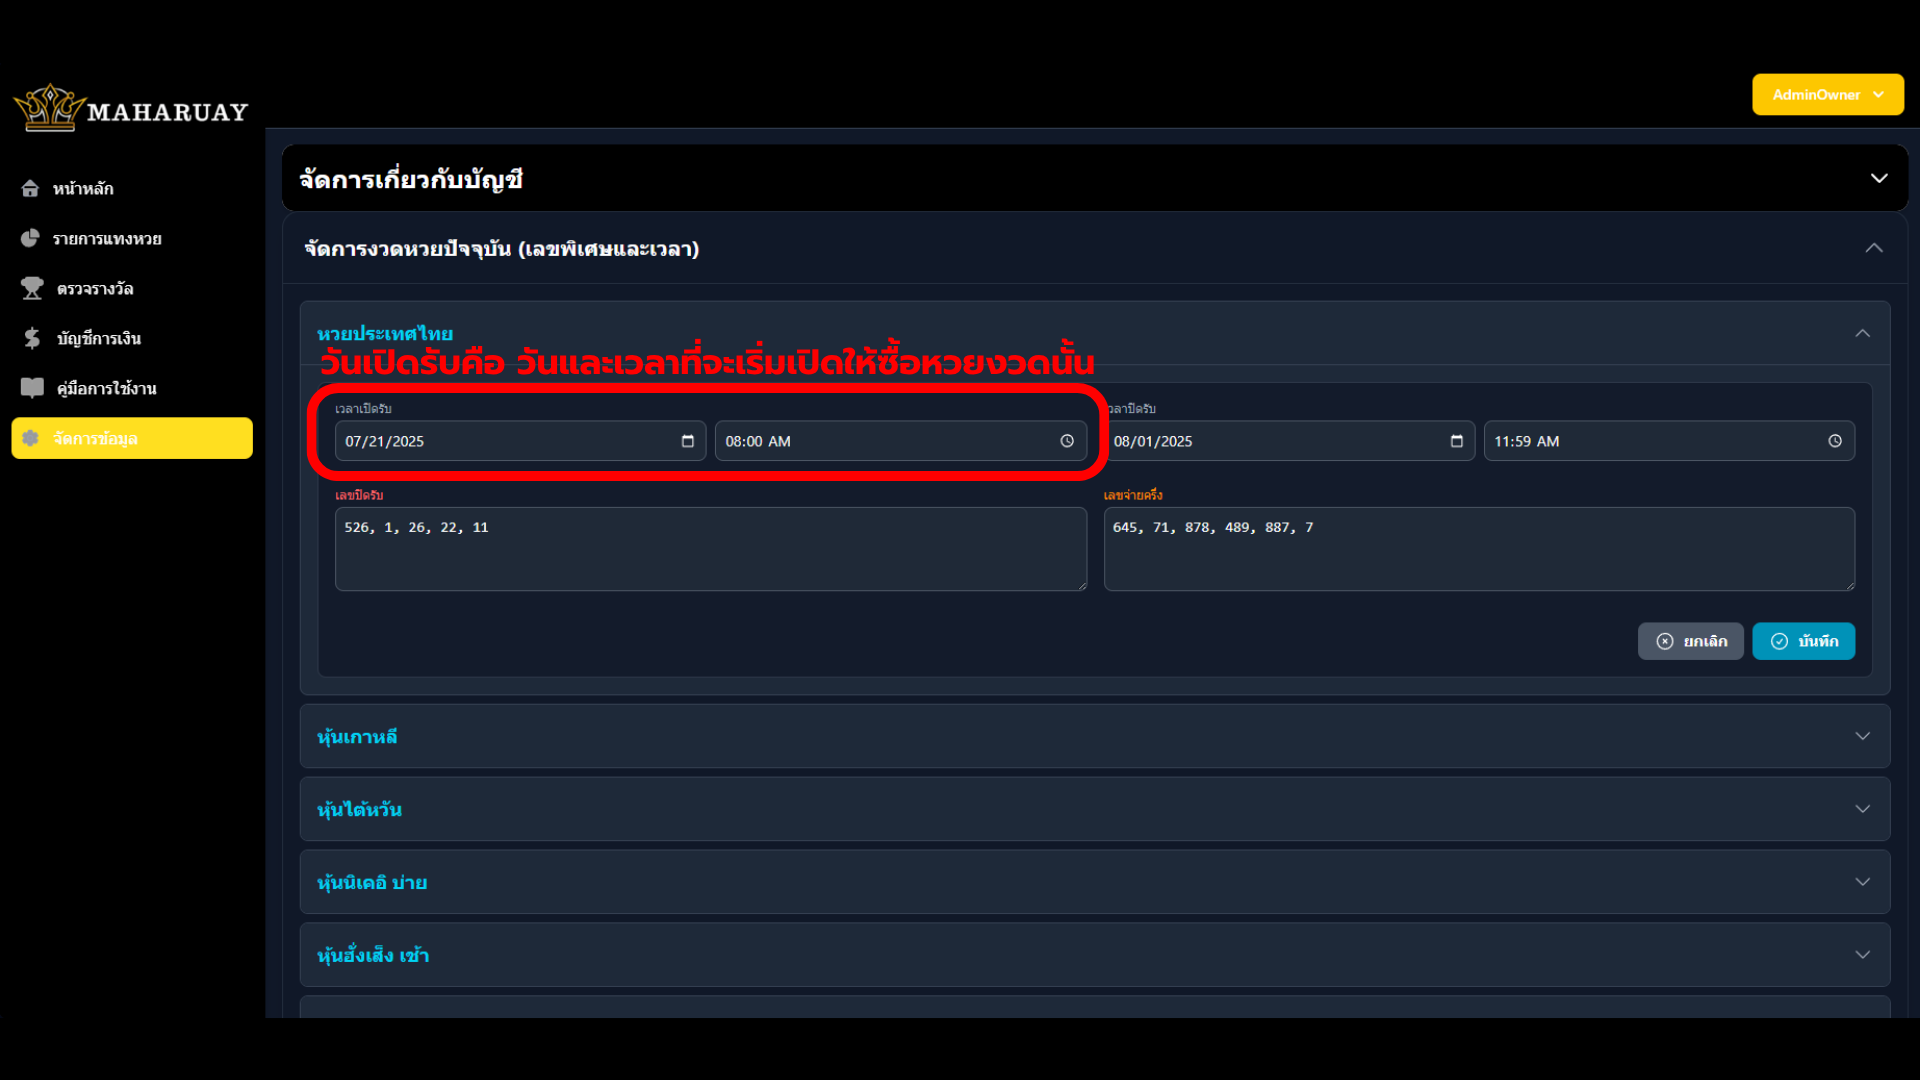 MAHARUAY
AdminOwner
หน้าหลัก
รายการแทงหวย
ตรวจรางวัล
บัญชีการเงิน
คู่มือการใช้งาน
จัดการข้อมูล
จัดการเกี่ยวกับบัญชี
จัดการงวดหวยปัจจุบัน (เลขพิเศษและเวลา)
หวยประเทศไทย
วันเปิดรับคือ วันและเวลาที่จะเริ่มเปิดให้ซื้อหวยงวดนั้น
เวลาเปิดรับ
07/21/2025
08:00 AM
วลาปิดรับ
08/01/2025
11:59 AM
เลขปิดรับ
526, 1, 26, 22, 11
เลขจ่ายครึ่ง
645, 71, 878, 489, 887, 7
ยกเลิก
บันทึก
หุ้นเกาหลี
หุ้นไต้หวัน
หุ้นนิเคอิ บ่าย
หุ้นฮั่งเส็ง เช้า